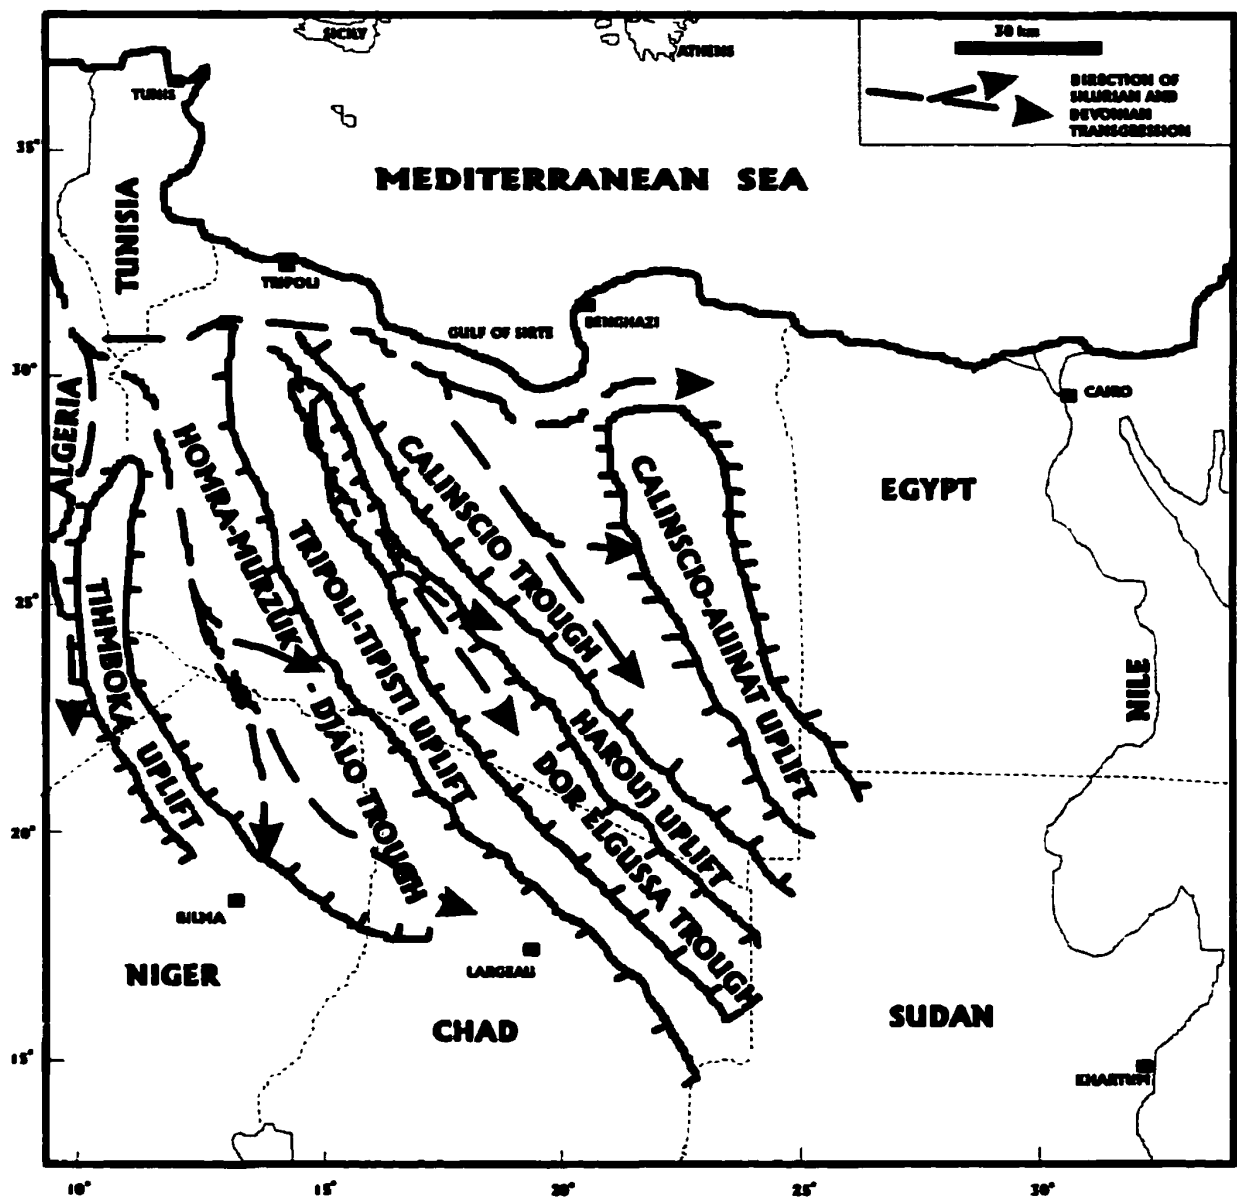 SICILY
ATHENS
30 km
DIRECTION OF
SILURIAN AND
DEVONIAN
TRANSGRESSION
TUNIS
35°
MEDITERRANEAN SEA
TUNISIA
TRIPOLI
GULF OF SIRTE
BENGHAZI
30°
CAIRO
ALGERIA
HOMRA-MURZUK - DJALO TROUGH
CALINSCIO TROUGH
CALINSCIO-AUINAT UPLIFT
EGYPT
TRIPOLI-TIPISTI UPLIFT
25°
TIHMBOKA UPLIFT
NILE
HAROUJ UPLIFT
DOR ELGUSSA TROUGH
20°
BILMA
LARGEAU
NIGER
CHAD
SUDAN
15°
KHARTUM
10°
15°
20°
25°
30°